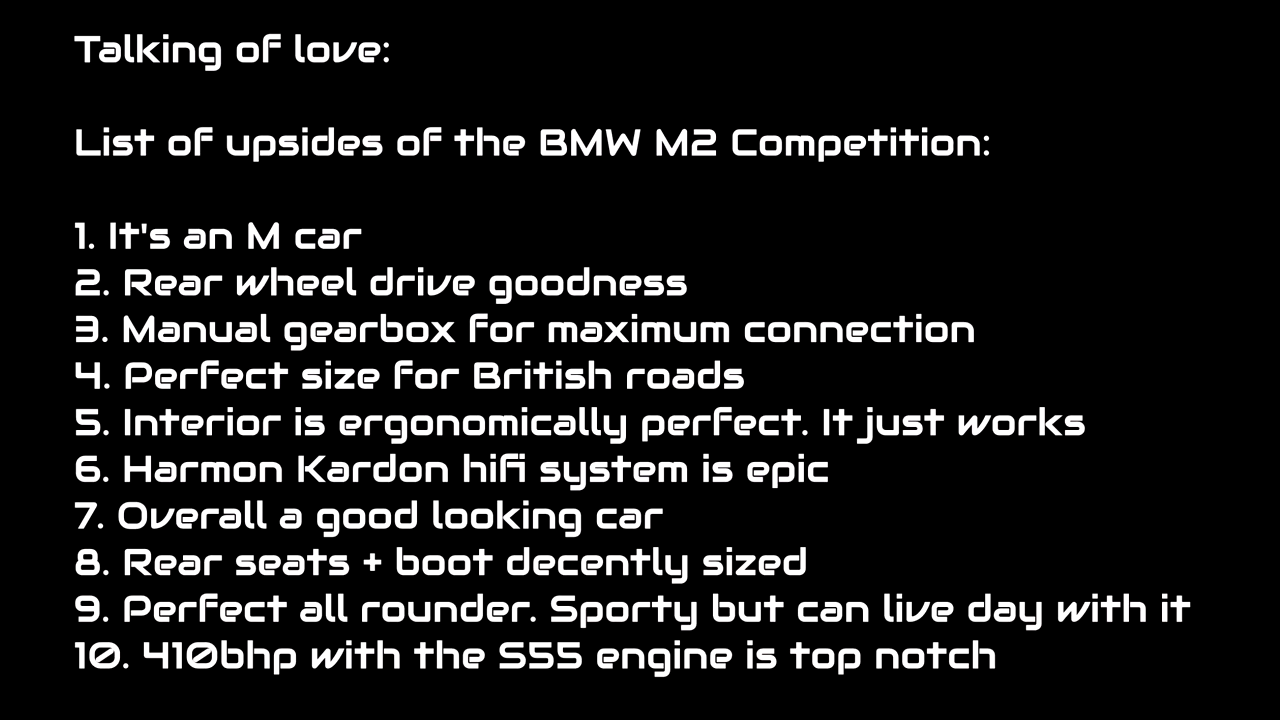 Talking of love:
List of upsides of the BMW M2 Competition:
1. It's an M car
2. Rear wheel drive goodness
3. Manual gearbox for maximum connection
4. Perfect size for British roads
5. Interior is ergonomically perfect. It just works
6. Harmon Kardon hifi system is epic
7. Overall a good looking car
8. Rear seats + boot decently sized
9. Perfect all rounder. Sporty but can live day with it
10. 410bhp with the S55 engine is top notch